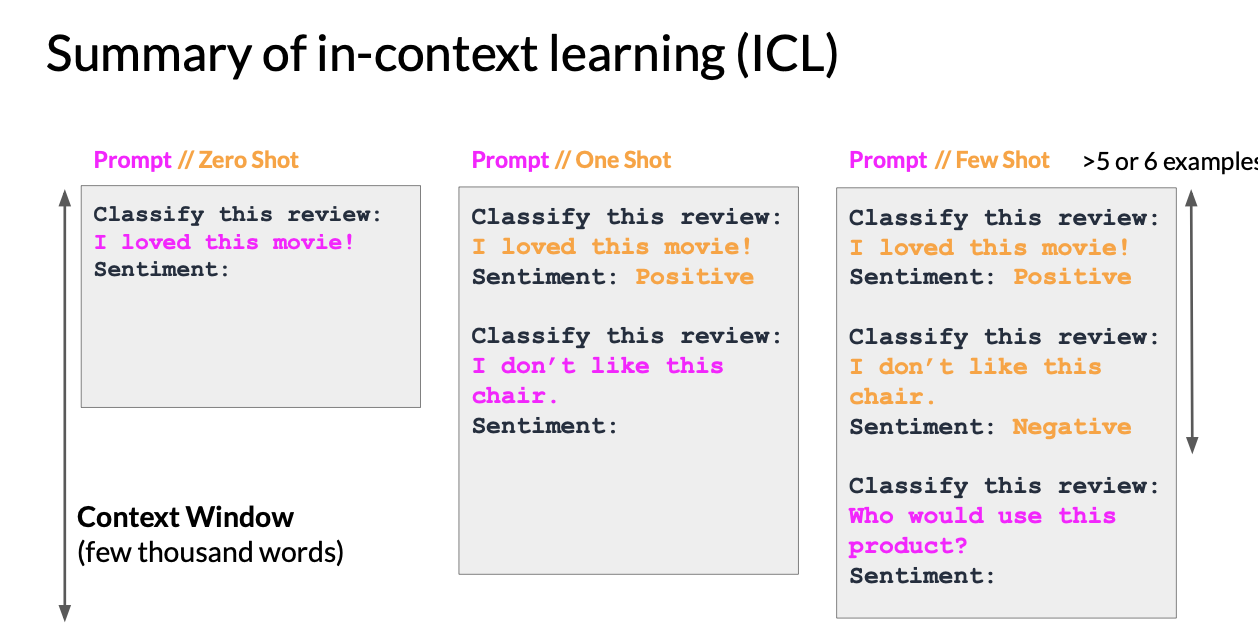 Summary of in-context learning (ICL)
Prompt // Zero Shot
Classify this review:
I loved this movie!
Sentiment:
Context Window
(few thousand words)
Prompt // One Shot
Classify this review:
I loved this movie!
Sentiment: Positive
Classify this review:
I don’t like this
chair.
Sentiment:
Prompt // Few Shot
>5 or 6 examples
Classify this review:
I loved this movie!
Sentiment: Positive
Classify this review:
I don’t like this
chair.
Sentiment: Negative
Classify this review:
Who would use this
product?
Sentiment: